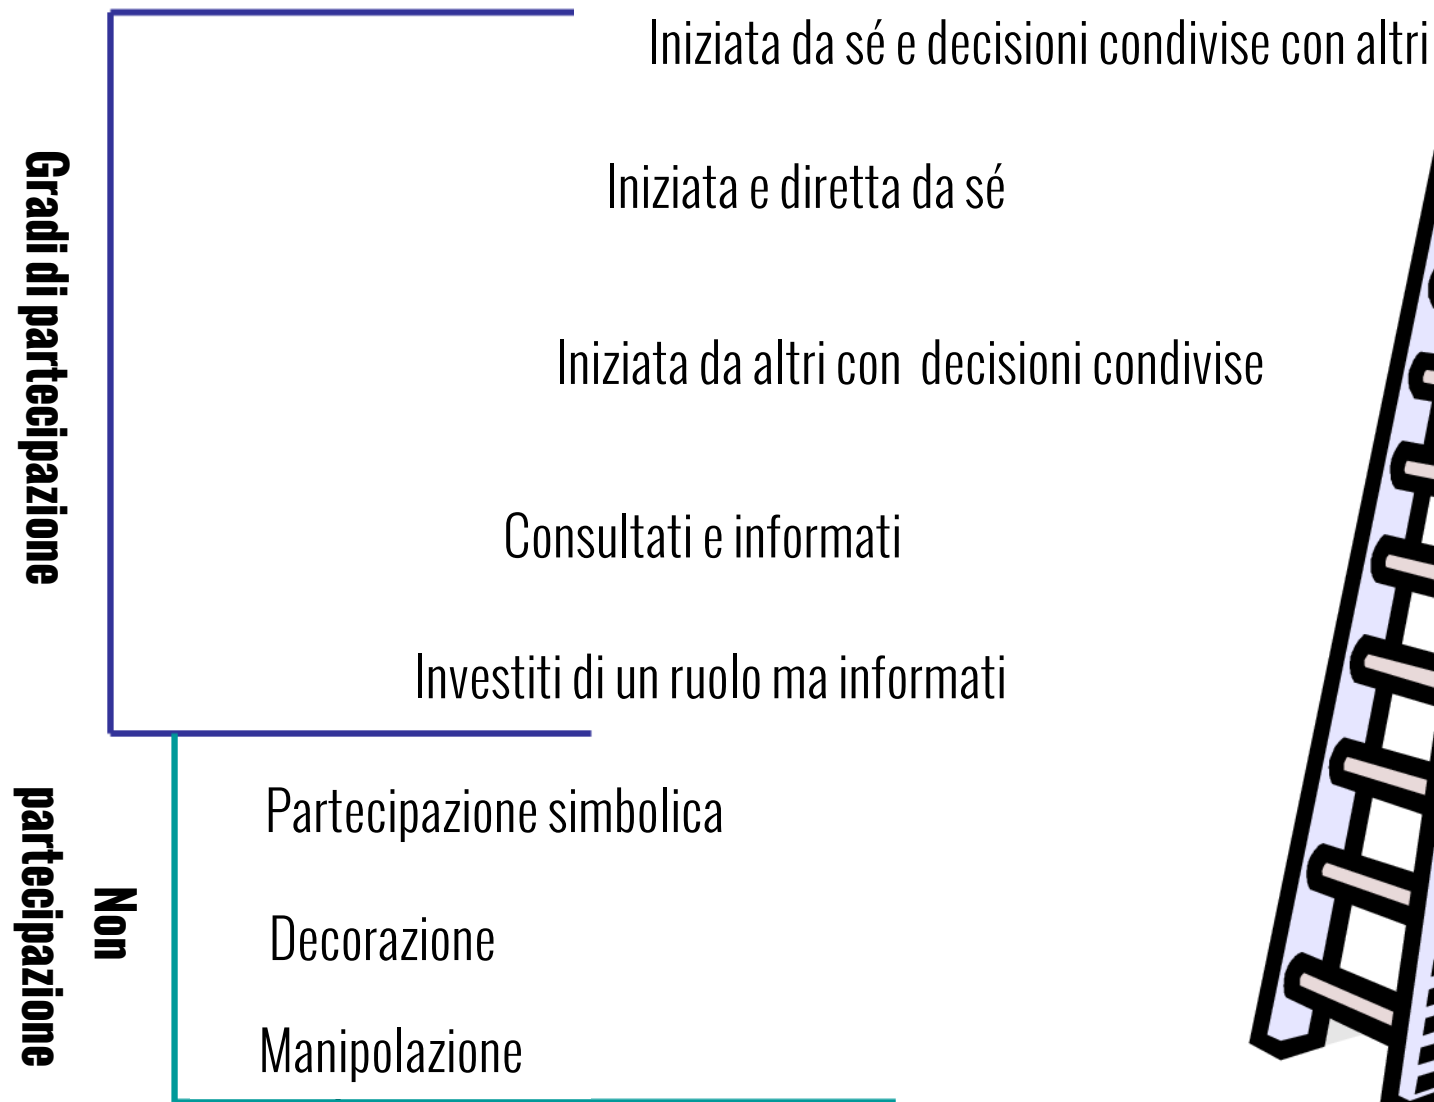 Iniziata da sé e decisioni condivise con altri
Iniziata e diretta da sé
Iniziata da altri con decisioni condivise
Consultati e informati
Investiti di un ruolo ma informati
Gradi di partecipazione
Partecipazione simbolica
Decorazione
Manipolazione
Non
partecipazione